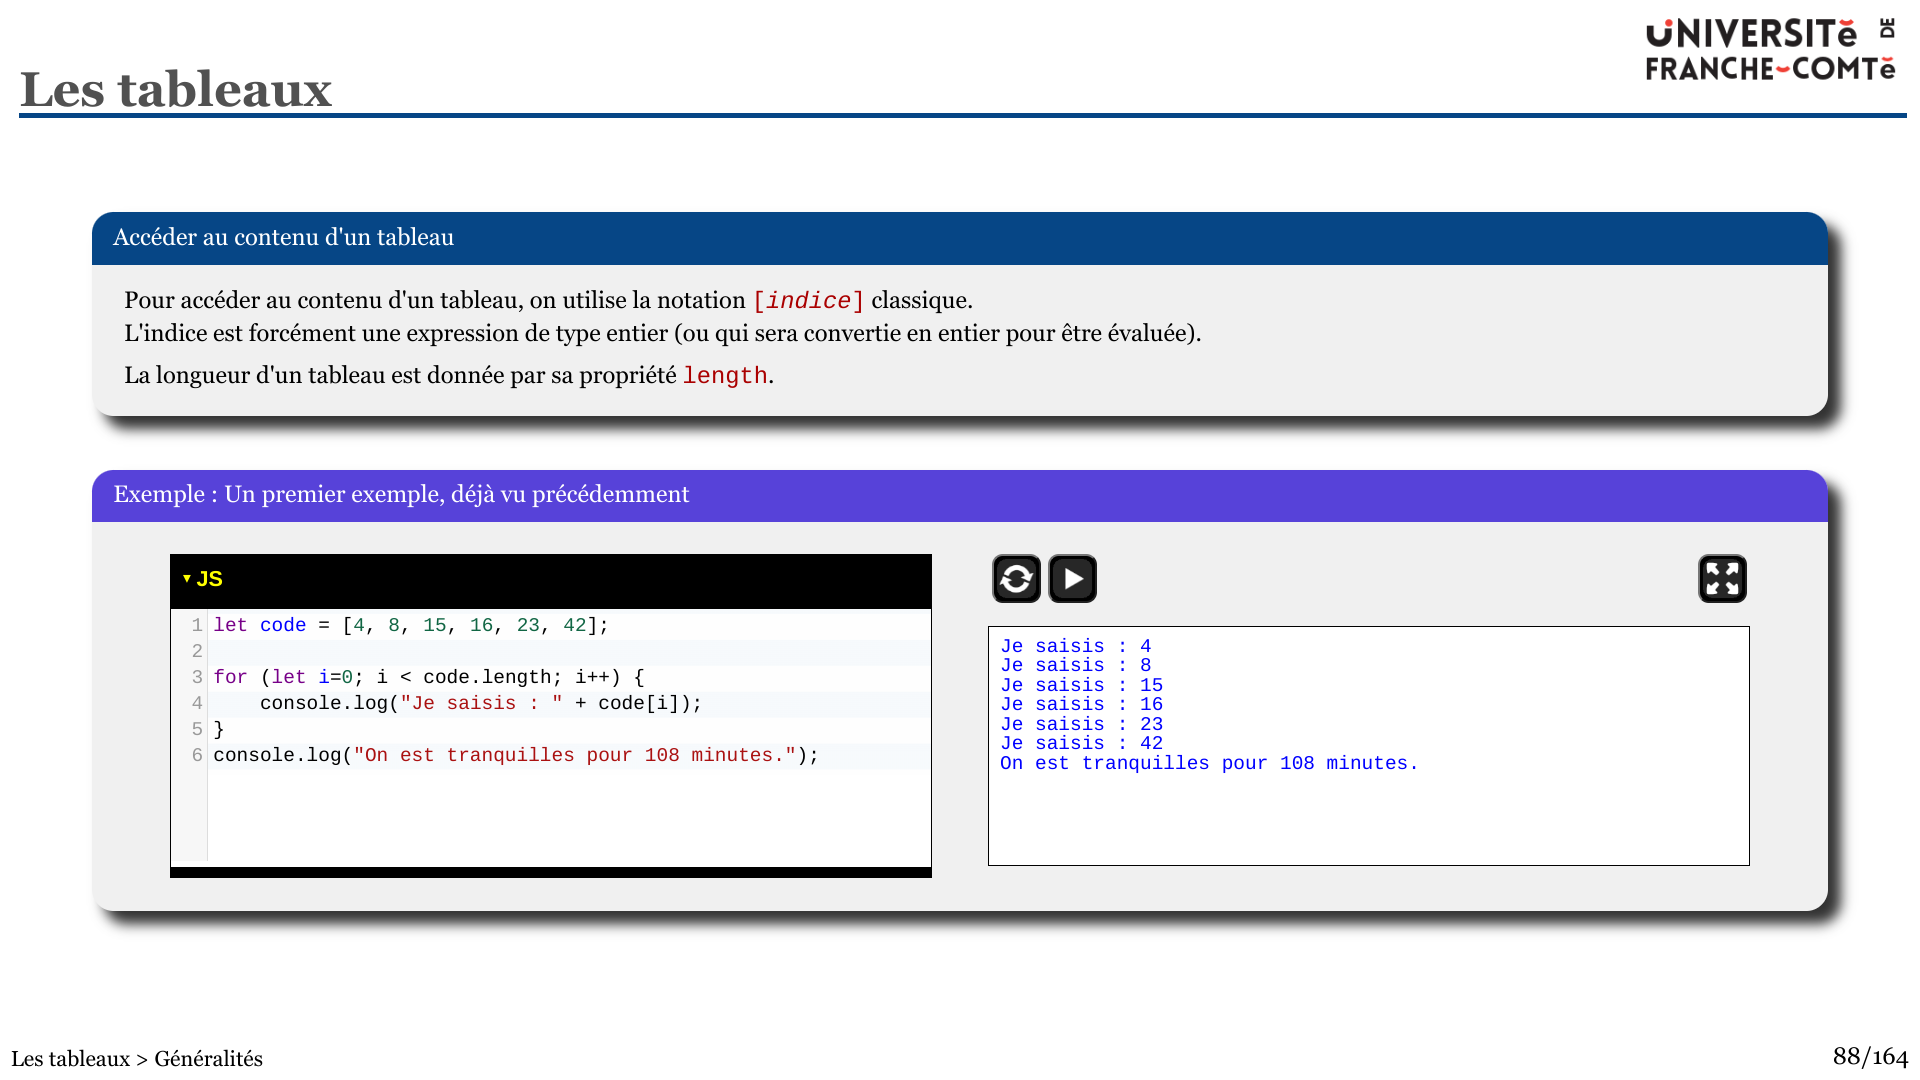 UNIVERSITé DE
FRANCHE-COMTé
Les tableaux
Accéder au contenu d'un tableau
Pour accéder au contenu d'un tableau, on utilise la notation [indice] classique.
L'indice est forcément une expression de type entier (ou qui sera convertie en entier pour être évaluée).
La longueur d'un tableau est donnée par sa propriété length.
Exemple : Un premier exemple, déjà vu précédemment
▾ JS
1 let code = [4, 8, 15, 16, 23, 42];
2
3 for (let i=0; i < code.length; i++) {
4     console.log("Je saisis : " + code[i]);
5 }
6 console.log("On est tranquilles pour 108 minutes.");
Je saisis : 4
Je saisis : 8
Je saisis : 15
Je saisis : 16
Je saisis : 23
Je saisis : 42
On est tranquilles pour 108 minutes.
Les tableaux > Généralités
88/164